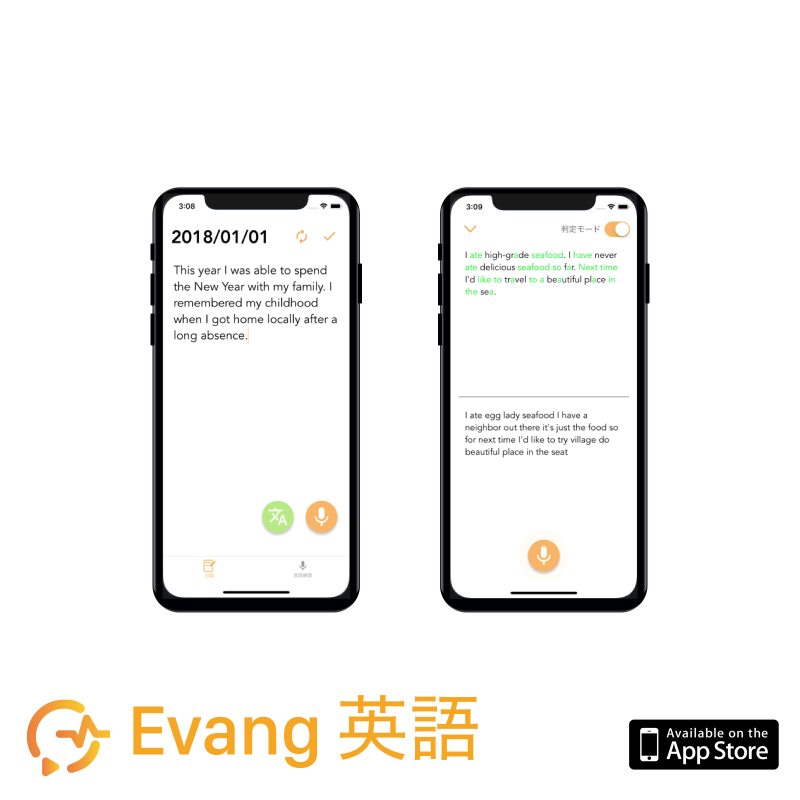 3:08
2018/01/01
This year I was able to spend
the New Year with my family. I
remembered my childhood
when I got home locally after a
long absence.
日記
3:09
判定モード
I ate high-grade seafood. I have never
ate delicious seafood so far. Next time
I'd like to travel to a beautiful place in
the sea.
I ate egg lady seafood I have a
neighbor out there it's just the food so
for next time I'd like to try village do
beautiful place in the seat
Evang 英語
Available on the
App Store